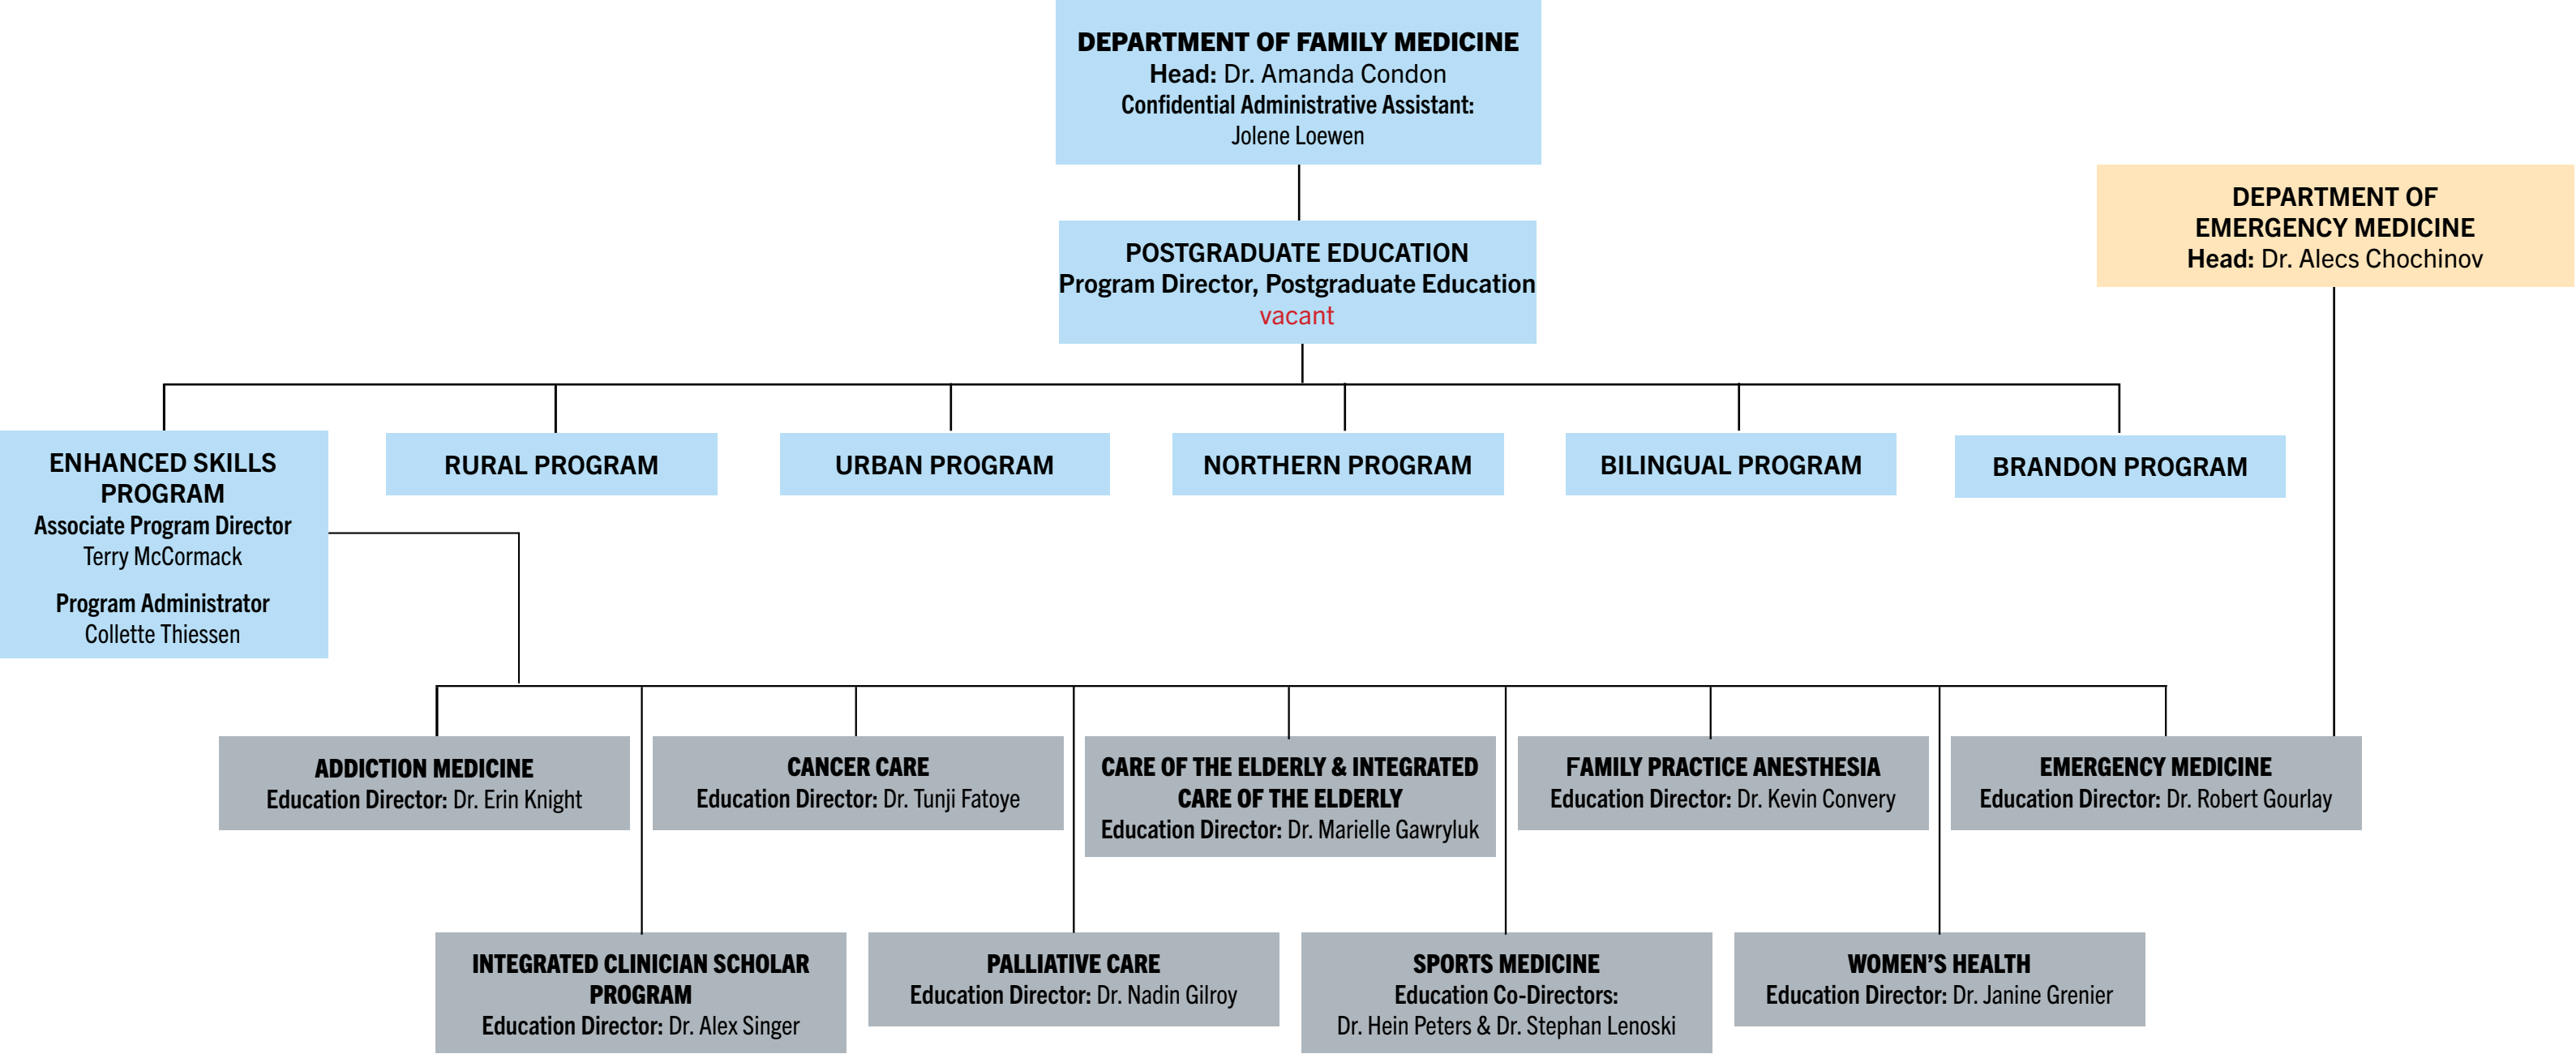 DEPARTMENT OF FAMILY MEDICINE
Head: Dr. Amanda Condon
Confidential Administrative Assistant:
Jolene Loewen
DEPARTMENT OF
EMERGENCY MEDICINE
Head: Dr. Alecs Chochinov
POSTGRADUATE EDUCATION
Program Director, Postgraduate Education
vacant
ENHANCED SKILLS
PROGRAM
Associate Program Director
Terry McCormack
Program Administrator
Collette Thiessen
RURAL PROGRAM
URBAN PROGRAM
NORTHERN PROGRAM
BILINGUAL PROGRAM
BRANDON PROGRAM
ADDICTION MEDICINE
Education Director: Dr. Erin Knight
CANCER CARE
Education Director: Dr. Tunji Fatoye
CARE OF THE ELDERLY & INTEGRATED
CARE OF THE ELDERLY
Education Director: Dr. Marielle Gawryluk
FAMILY PRACTICE ANESTHESIA
Education Director: Dr. Kevin Convery
EMERGENCY MEDICINE
Education Director: Dr. Robert Gourlay
INTEGRATED CLINICIAN SCHOLAR
PROGRAM
Education Director: Dr. Alex Singer
PALLIATIVE CARE
Education Director: Dr. Nadin Gilroy
SPORTS MEDICINE
Education Co-Directors:
Dr. Hein Peters & Dr. Stephan Lenoski
WOMEN’S HEALTH
Education Director: Dr. Janine Grenier